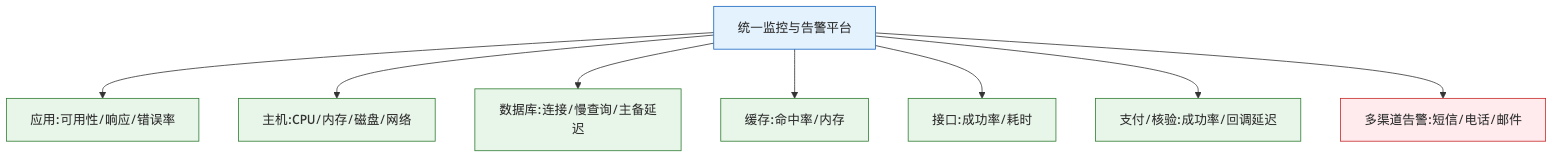 统一监控与告警平台
应用:可用性/响应/错误率
主机:CPU/内存/磁盘/网络
数据库:连接/慢查询/主备延
迟
缓存:命中率/内存
接口:成功率/耗时
支付/核验:成功率/回调延迟
多渠道告警:短信/电话/邮件